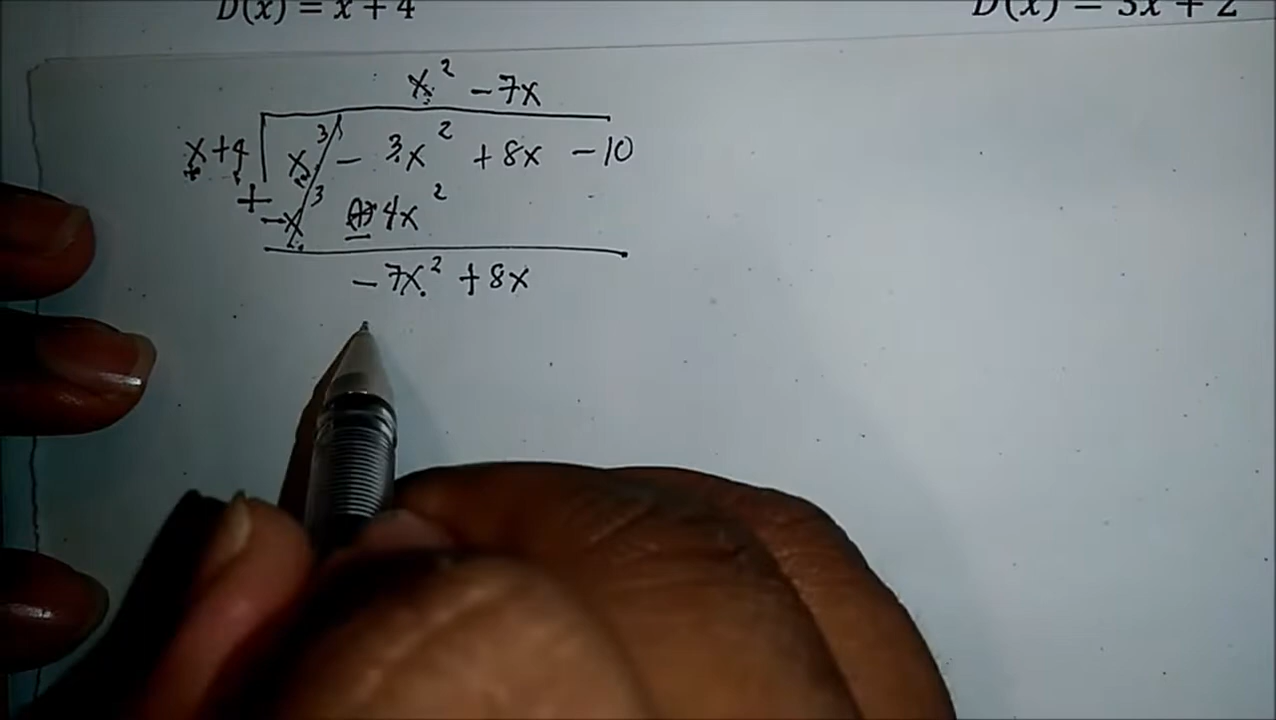 D(x) = x + 4
D(x) = 3x + 2
x² - 7x
x+4 x³ - 3x² + 8x - 10
+ -x³ 4x²
- 7x² + 8x